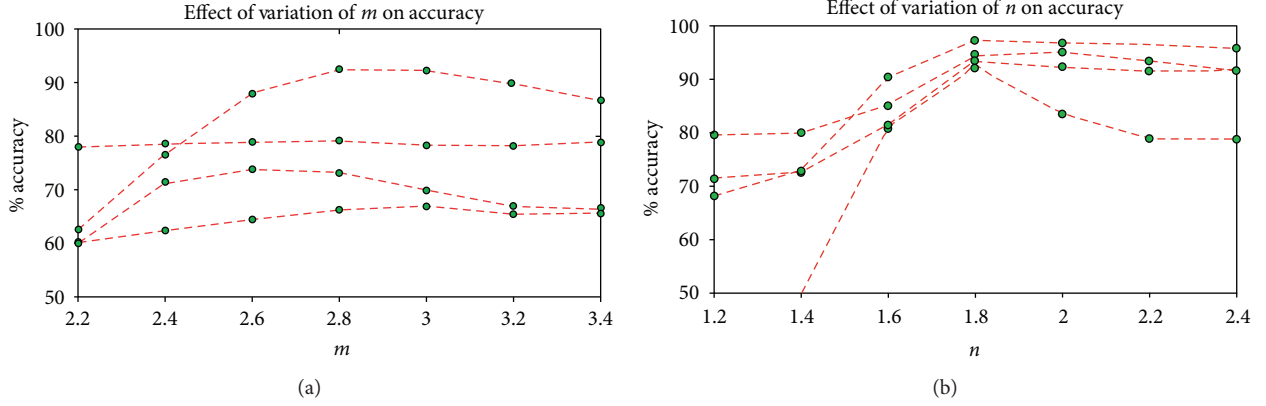 Effect of variation of m on accuracy
100
90
80
70
60
50
% accuracy
2.2 2.4 2.6 2.8 3 3.2 3.4
m
(a)
Effect of variation of n on accuracy
100
90
80
70
60
50
% accuracy
1.2 1.4 1.6 1.8 2 2.2 2.4
n
(b)